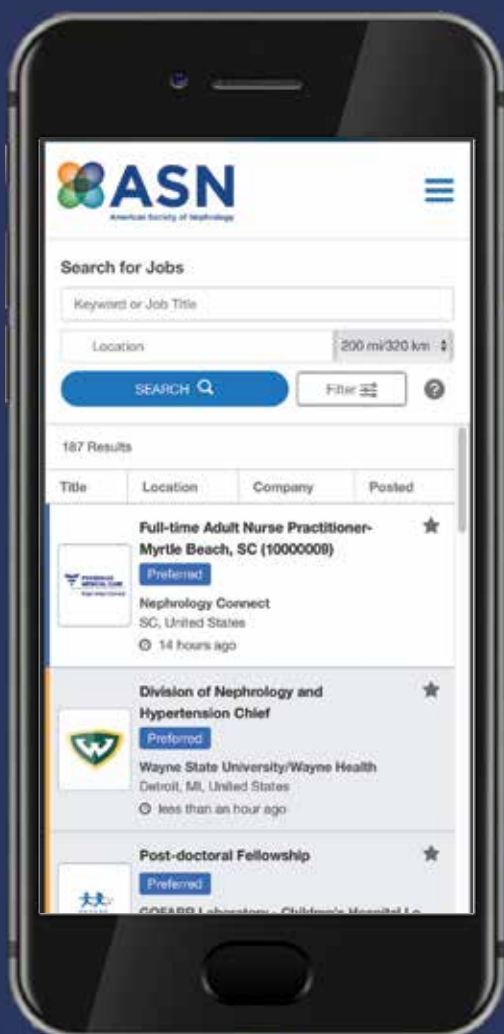 ASN
American Society of Nephrology
Search for Jobs
Keyword or Job Title
Location 200 mi/320 km
SEARCH Filter ?
187 Results
Title Location Company Posted
Full-time Adult Nurse Practitioner-
Myrtle Beach, SC (10000009)
Preferred
Nephrology Connect
SC, United States
14 hours ago
Division of Nephrology and
Hypertension Chief
Preferred
W
Wayne State University/Wayne Health
Detroit, MI, United States
less than an hour ago
Post-doctoral Fellowship
Preferred